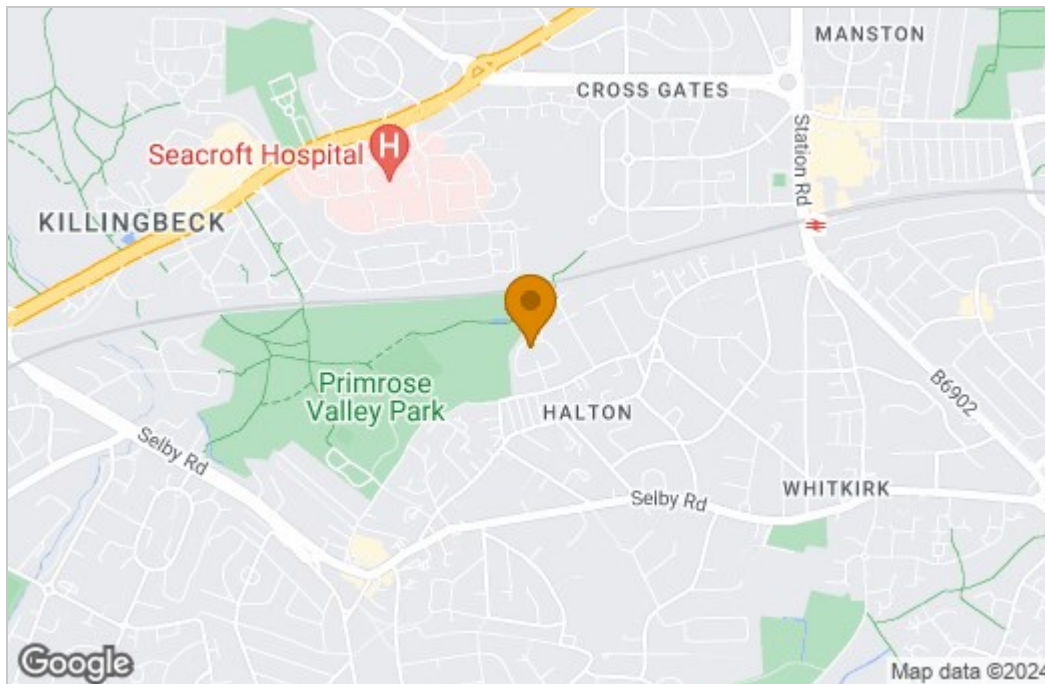 MANSTON
CROSS GATES
Station Rd
Seacroft Hospital
H
KILLINGBECK
Primrose
Valley Park
HALTON
B6902
Selby Rd
WHITKIRK
Selby Rd
Google
Map data ©2024